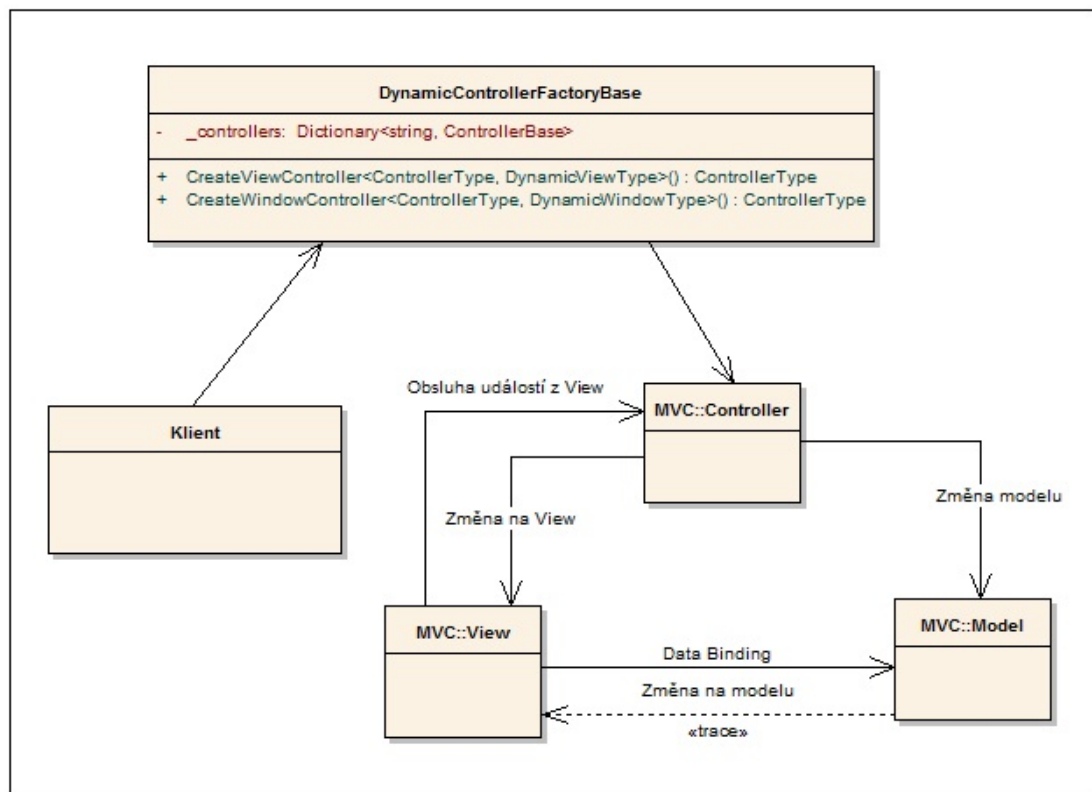 DynamicControllerFactoryBase
- _controllers: Dictionary<string, ControllerBase>
+ CreateViewController<ControllerType, DynamicViewType>() : ControllerType
+ CreateWindowController<ControllerType, DynamicWindowType>() : ControllerType
Obsluha událostí z View
MVC::Controller
Klient
Změna modelu
Změna na View
MVC::View
MVC::Model
Data Binding
Změna na modelu
«trace»